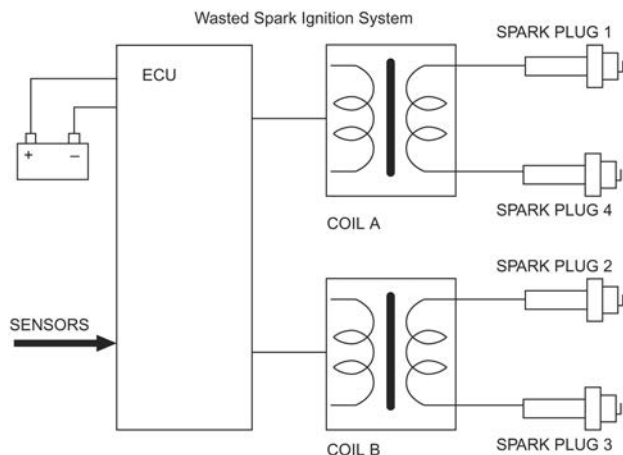 Wasted Spark Ignition System
SPARK PLUG 1
ECU
+ –
SPARK PLUG 4
COIL A
SPARK PLUG 2
SENSORS
SPARK PLUG 3
COIL B